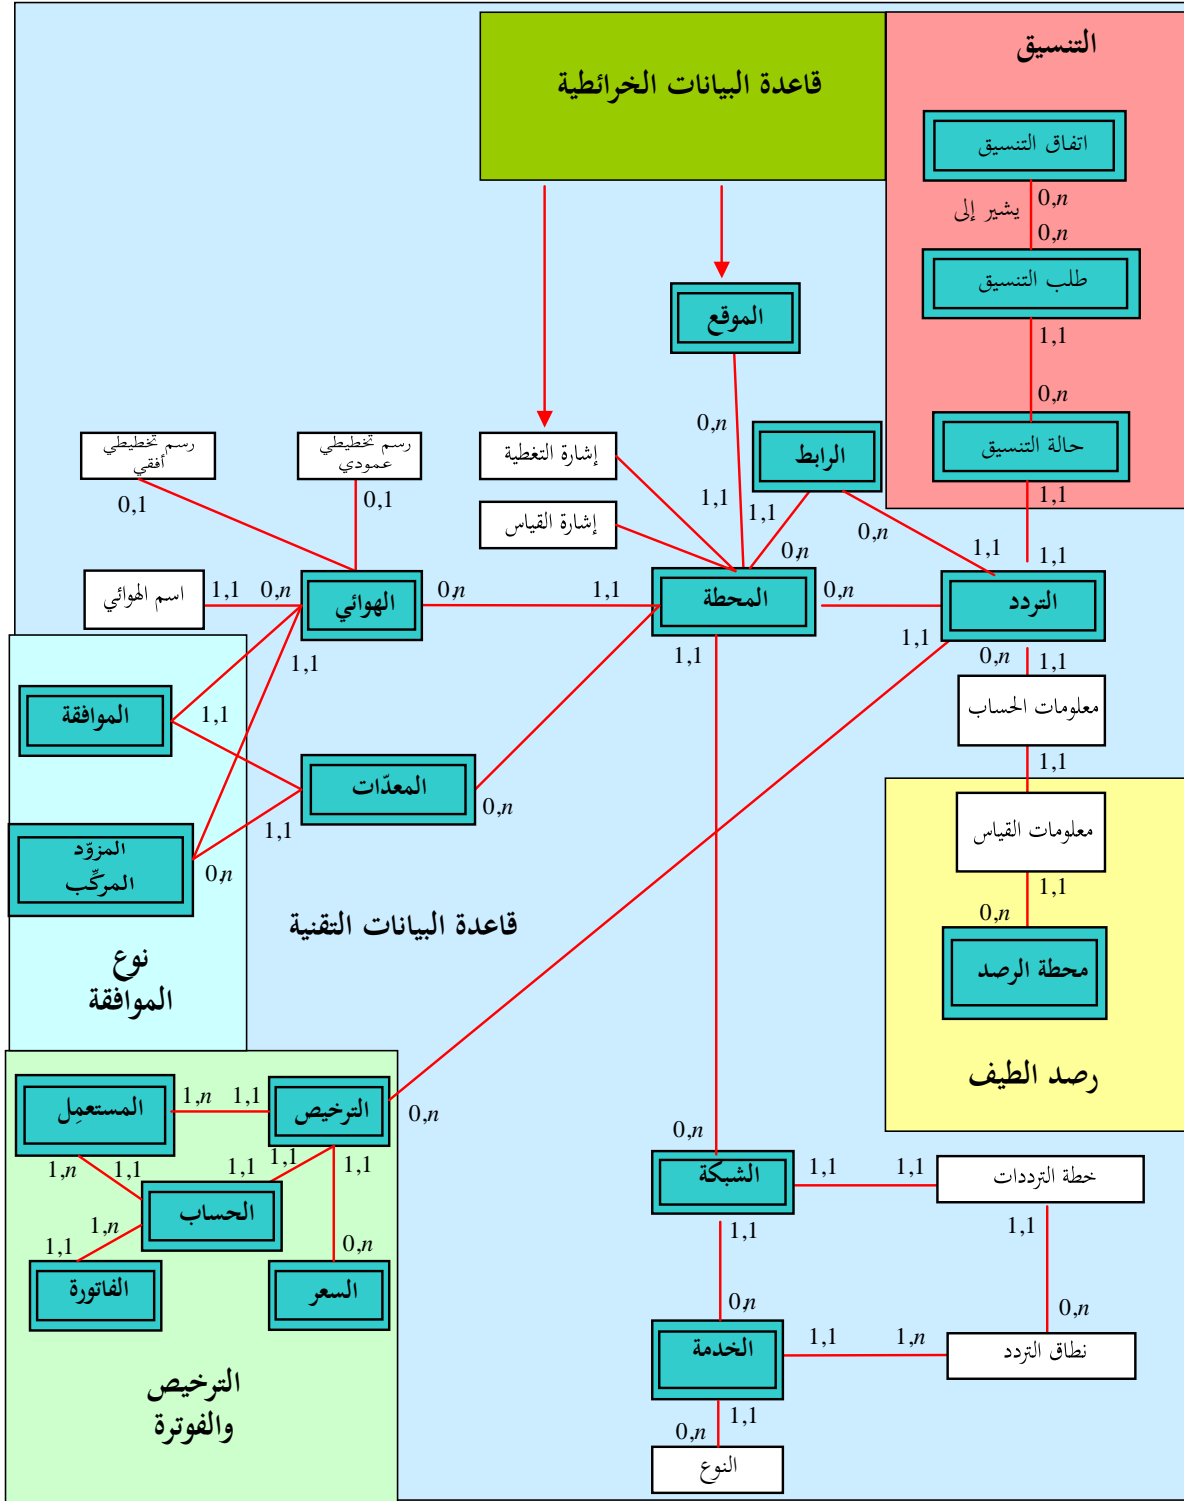 التنسيق
قاعدة البيانات الخرائطية
اتفاق التنسيق
0,n
يشير إلى
0,n
طلب التنسيق
1,1
0,n
حالة التنسيق
1,1
1,1
الموقع
0,n
1,1
الرابط
1,1
0,n
0,n
1,1
إشارة التغطية
إشارة القياس
رسم تخطيطي
عمودي
0,1
رسم تخطيطي
أفقي
0,1
التردد
0,n
المحطة
1,1
0,n
الهوائي
0,n
1,1
اسم الهوائي
1,1
1,1
0,n
1,1
1,1
معلومات الحساب
1,1
معلومات القياس
1,1
0,n
محطة الرصد
رصد الطيف
الموافقة
1,1
المعدّات
0,n
1,1
المزوّد
المركِّب
0,n
قاعدة البيانات التقنية
نوع
الموافقة
المستعمِل
1,n
1,1
الترخيص
0,n
1,n
1,1
1,1
1,1
1,1
الحساب
1,n
1,1
0,n
الفاتورة
السعر
الترخيص
والفوترة
0,n
الشبكة
1,1
1,1
خطة الترددات
1,1
1,1
0,n
0,n
الخدمة
1,1
1,n
نطاق التردد
1,1
0,n
النوع